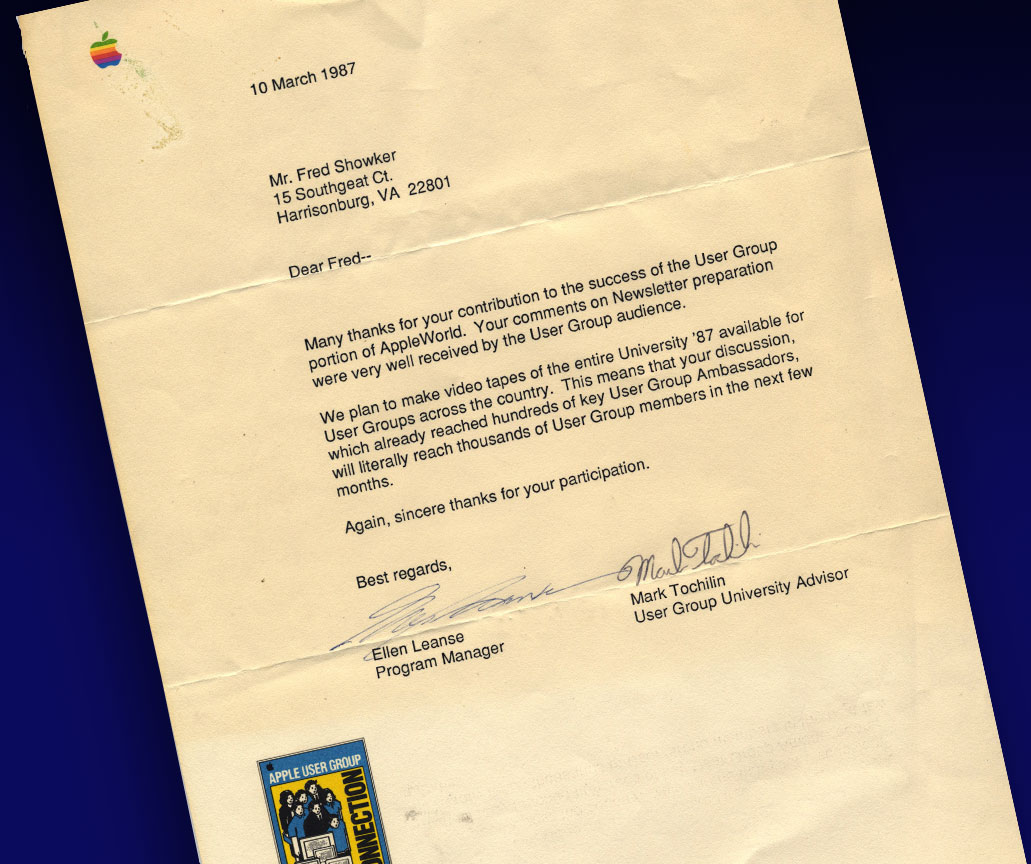 10 March 1987
Mr. Fred Showker
15 Southgeat Ct.
Harrisonburg, VA  22801
Dear Fred--
Many thanks for your contribution to the success of the User Group
portion of AppleWorld.  Your comments on Newsletter preparation
were very well received by the User Group audience.
We plan to make video tapes of the entire University '87 available for
User Groups across the country.  This means that your discussion,
which already reached hundreds of key User Group Ambassadors,
will literally reach thousands of User Group members in the next few
months.
Again, sincere thanks for your participation.
Best regards,
Mark Tochilin
Ellen Leanse
Program Manager
Mark Tochilin
User Group University Advisor
APPLE USER GROUP
ONNECTION